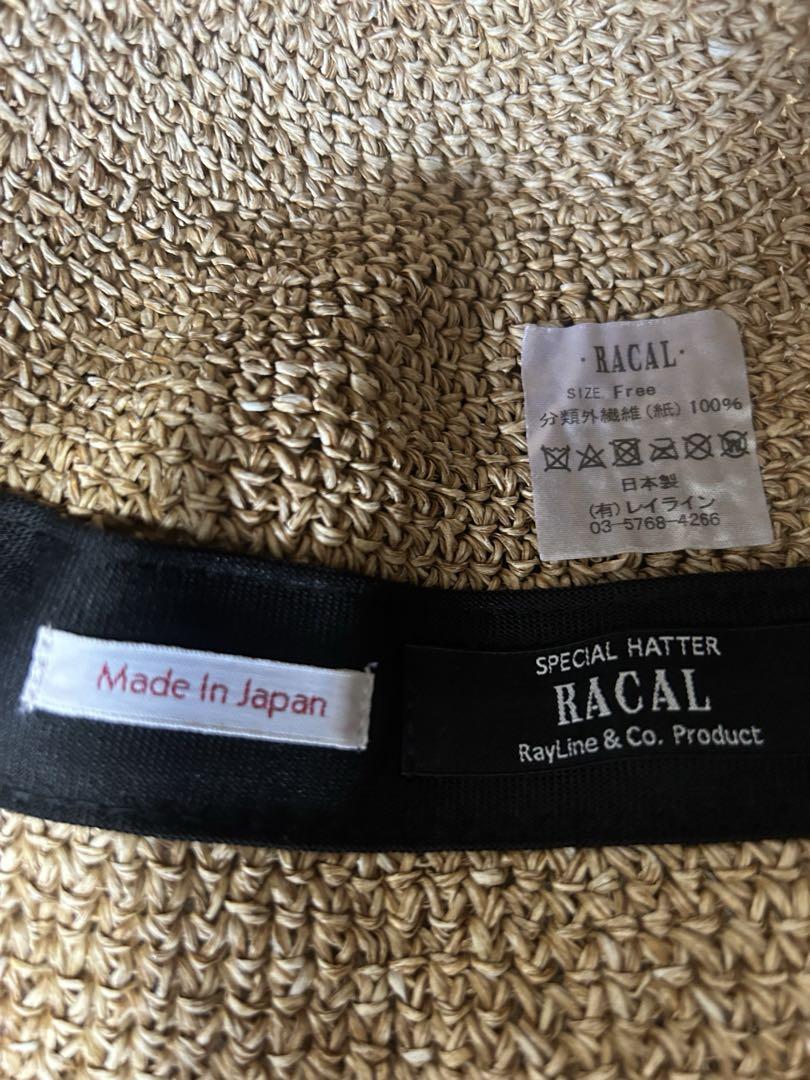 · RACAL ·
SIZE Free
分類外繊維(紙) 100%
日本製
(有)レイライン
03-5768-4266
Made In Japan
SPECIAL HATTER
RACAL
RayLine & Co. Product